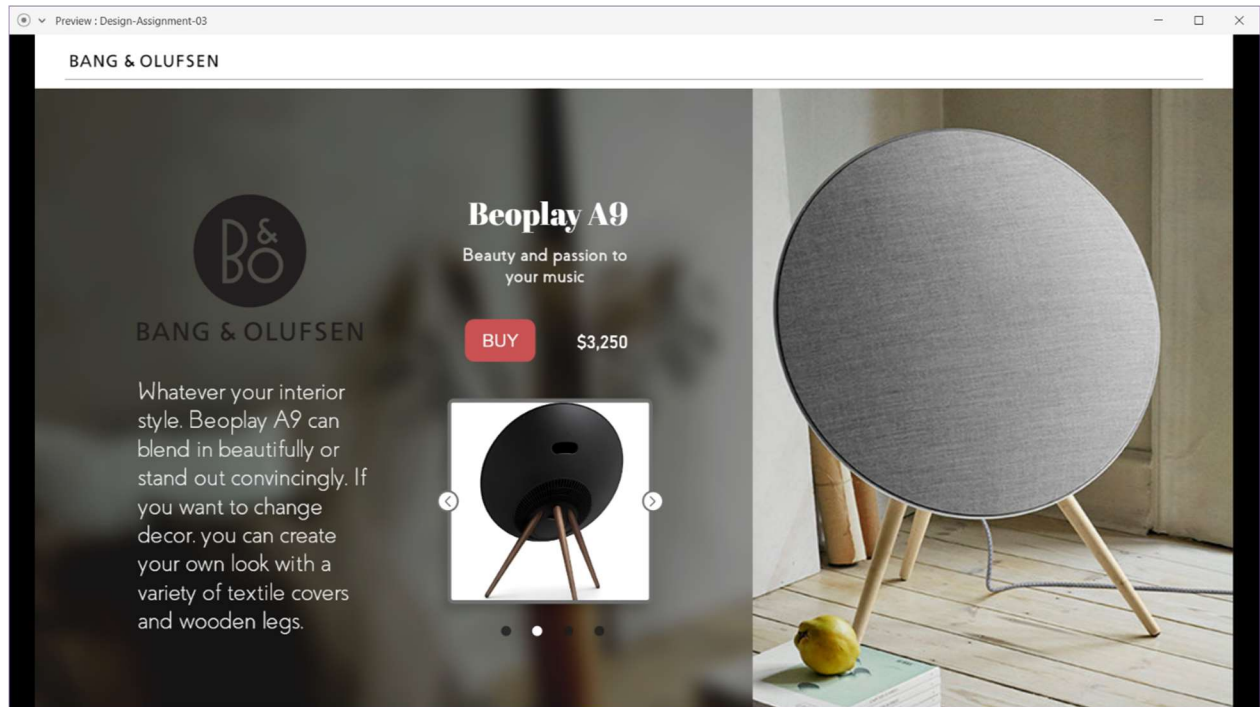 Preview : Design-Assignment-03
BANG & OLUFSEN
B&O
BANG & OLUFSEN
Whatever your interior
style. Beoplay A9 can
blend in beautifully or
stand out convincingly. If
you want to change
decor. you can create
your own look with a
variety of textile covers
and wooden legs.
Beoplay A9
Beauty and passion to
your music
BUY
$3,250